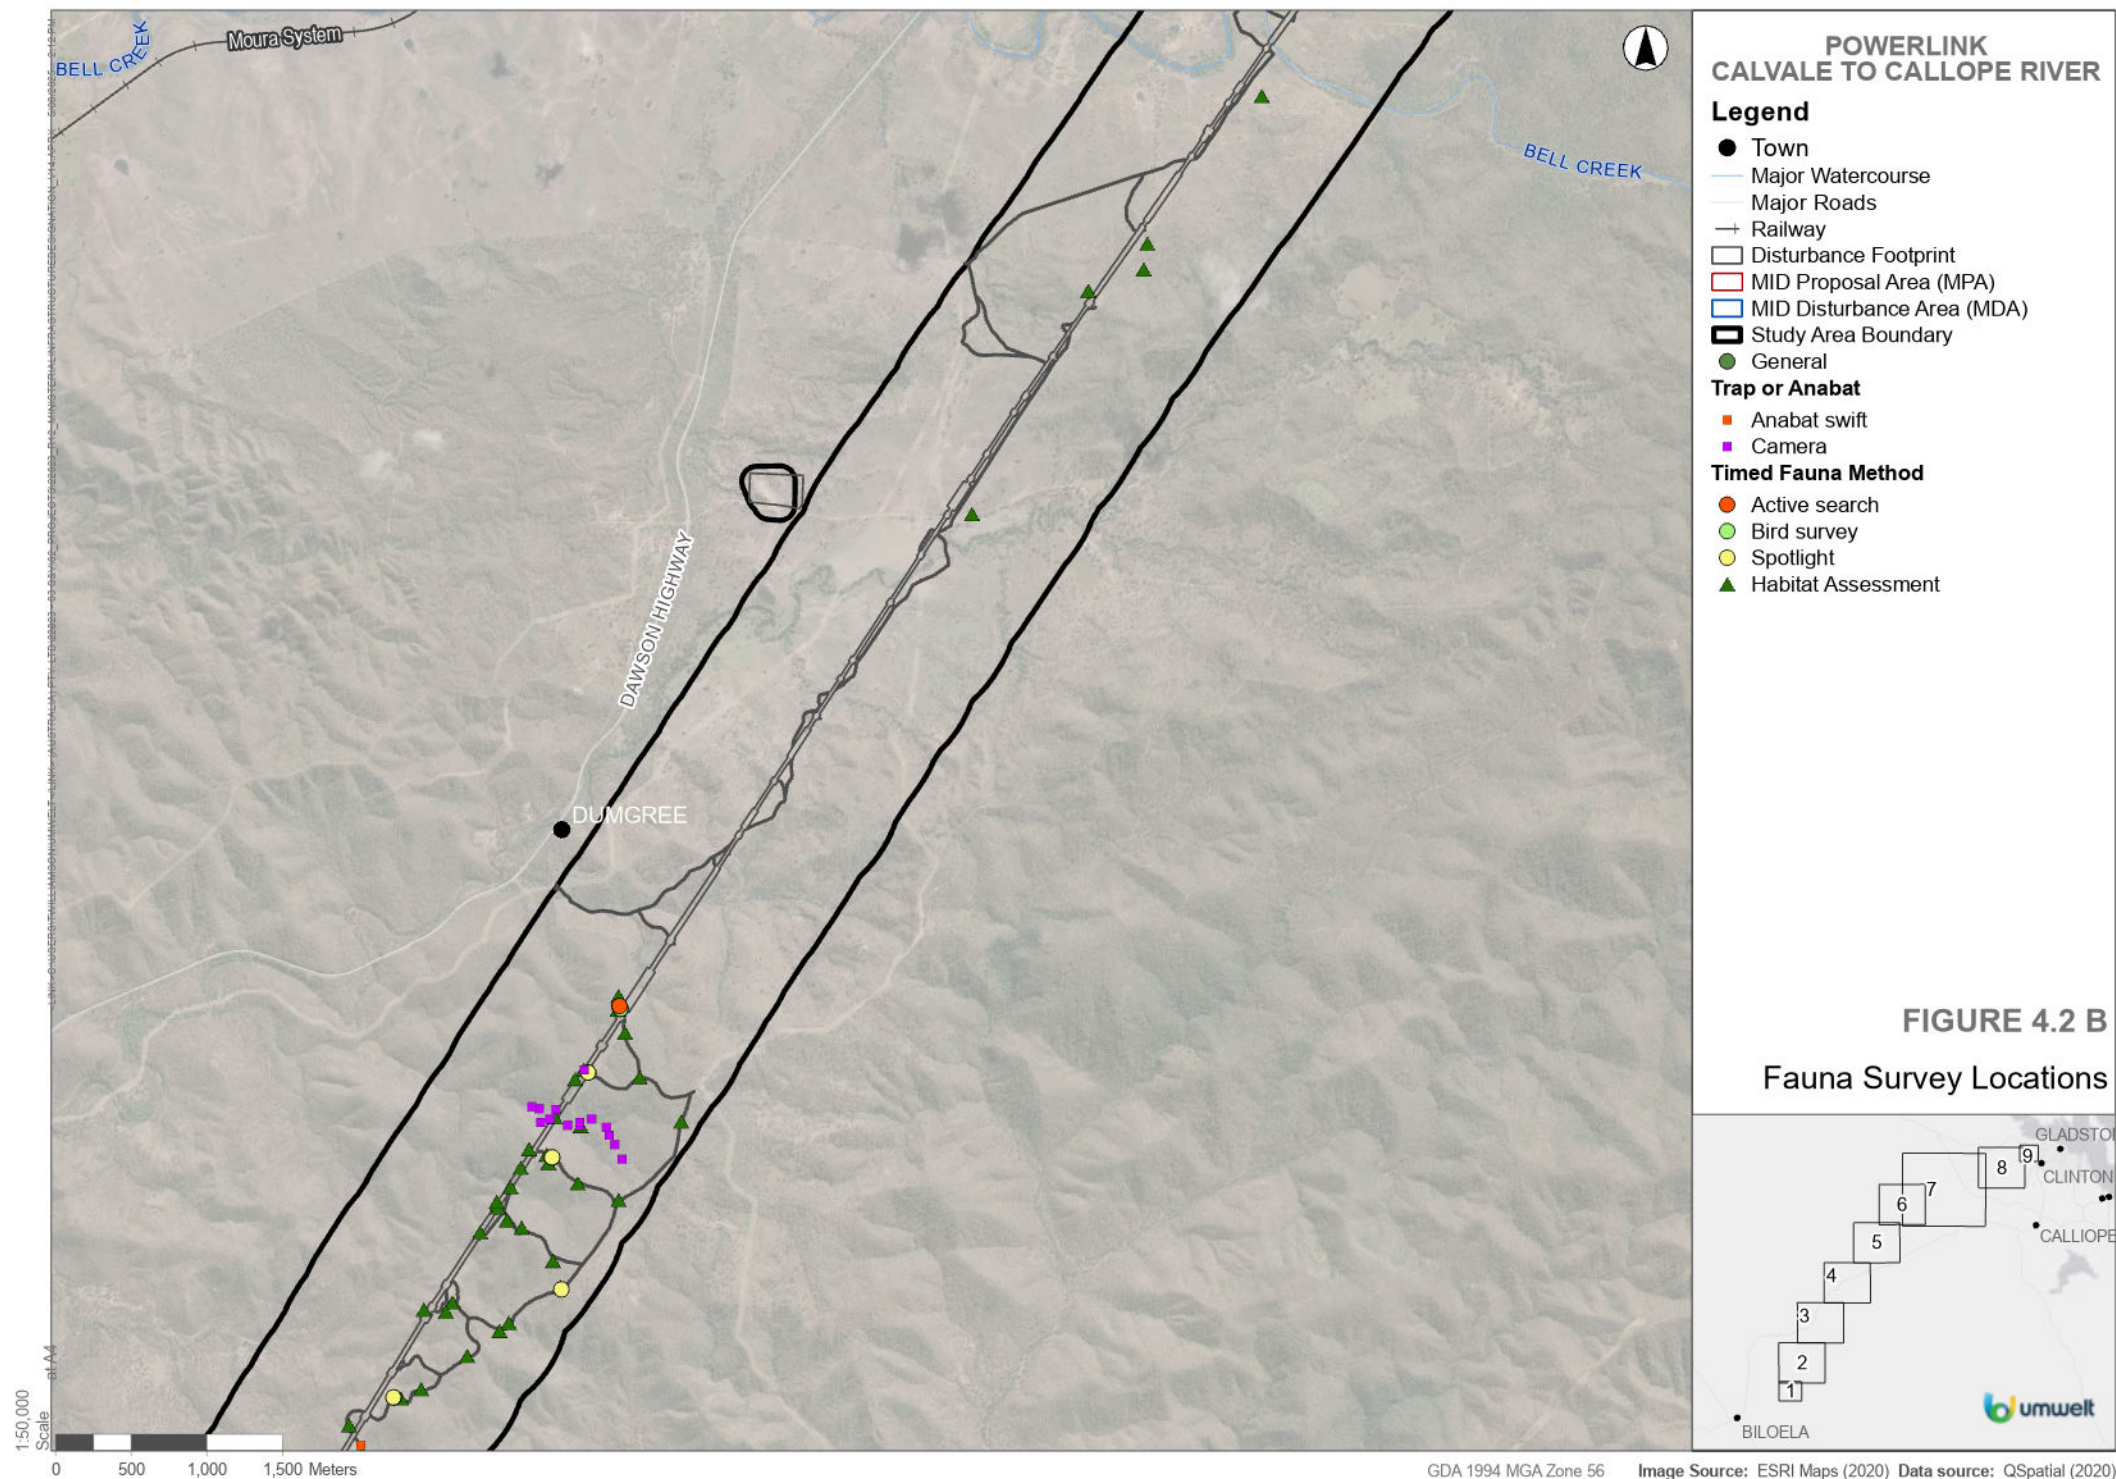 BELL CREEK
Moura System
BELL CREEK
DAWSON HIGHWAY
DUMGREE
POWERLINK
CALVALE TO CALLOPE RIVER
Legend
Town
Major Watercourse
Major Roads
Railway
Disturbance Footprint
MID Proposal Area (MPA)
MID Disturbance Area (MDA)
Study Area Boundary
General
Trap or Anabat
Anabat swift
Camera
Timed Fauna Method
Active search
Bird survey
Spotlight
Habitat Assessment
FIGURE 4.2 B
Fauna Survey Locations
GLADSTO
9
8
CLINTON
7
6
CALLIOPE
5
4
3
2
1
BILOELA
umwelt
1:50,000
Scale
at A4
0 500 1,000 1,500 Meters
GDA 1994 MGA Zone 56 Image Source: ESRI Maps (2020) Data source: QSpatial (2020)